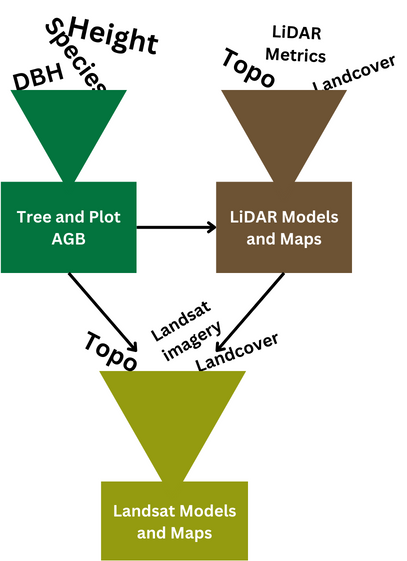 Height
Species
DBH
LiDAR
Metrics
Topo
Landcover
Tree and Plot
AGB
LiDAR Models
and Maps
Landsat
imagery
Topo
Landcover
Landsat Models
and Maps